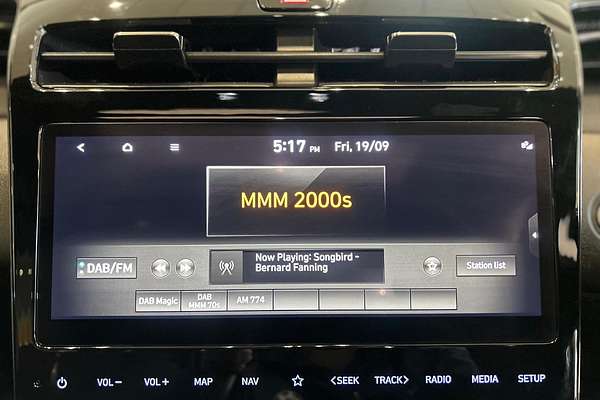 5:17 PM Fri, 19/09
MMM 2000s
DAB/FM
Now Playing: Songbird -
Bernard Fanning
Station list
DAB Magic
DAB
MMM 70s
AM 774
VOL− VOL+ MAP NAV <SEEK TRACK> RADIO MEDIA SETUP